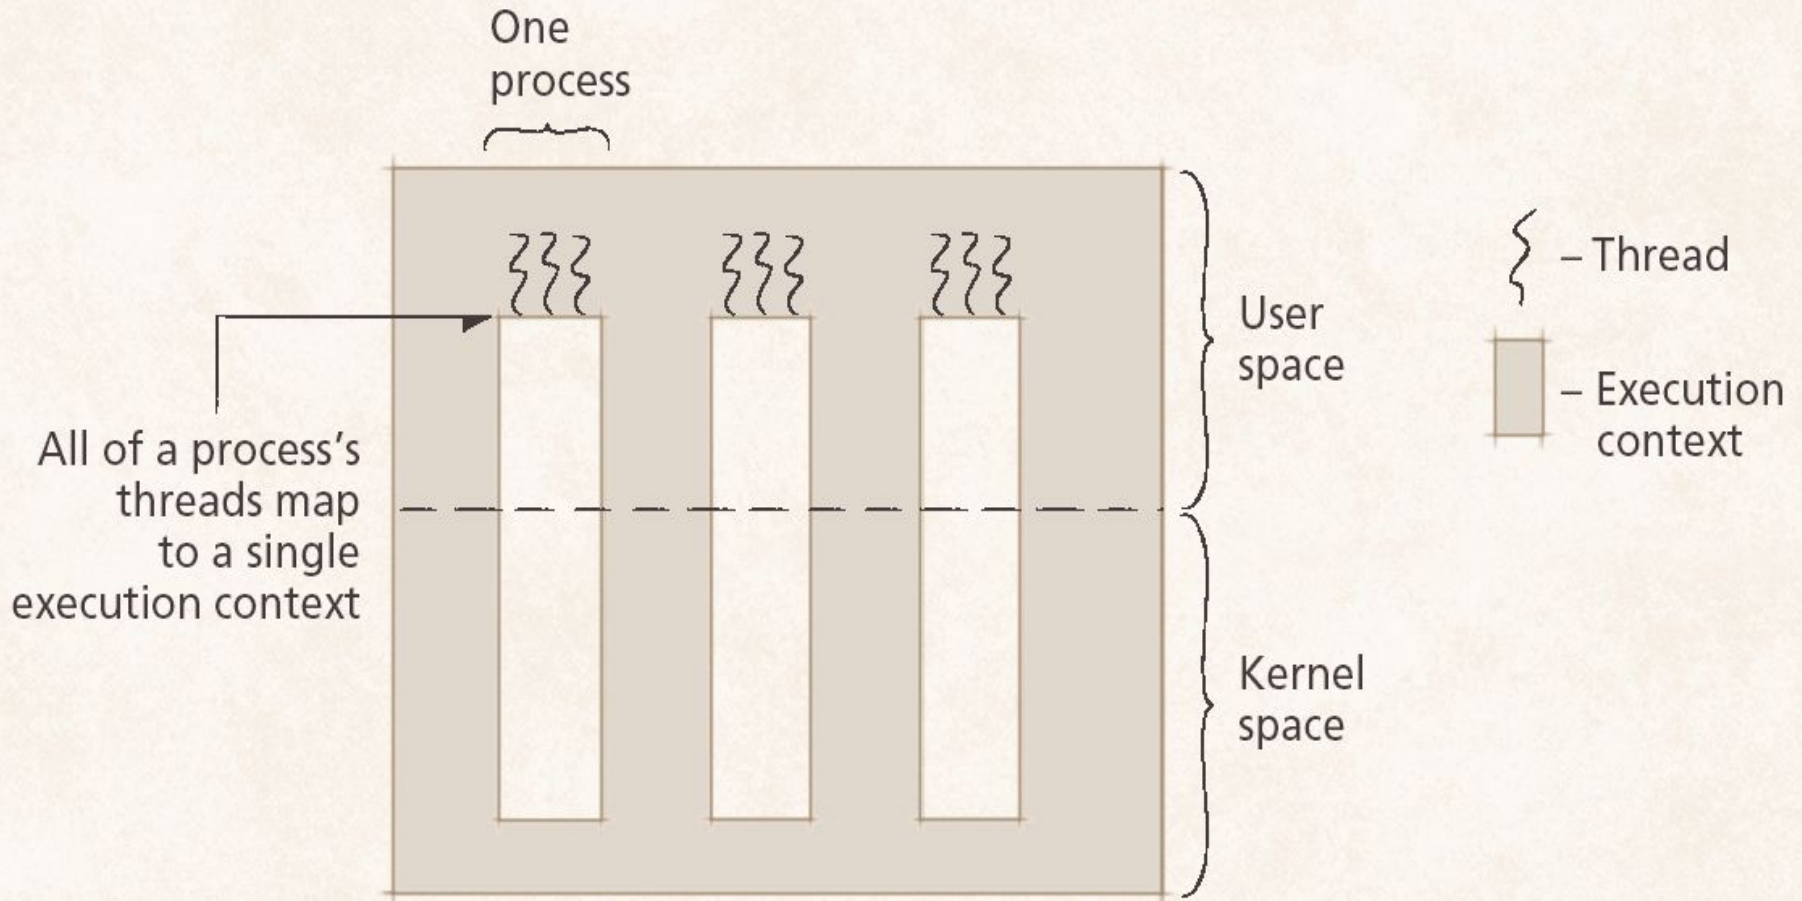 One
process
All of a process’s
threads map
to a single
execution context
User
space
Kernel
space
– Thread
– Execution
context